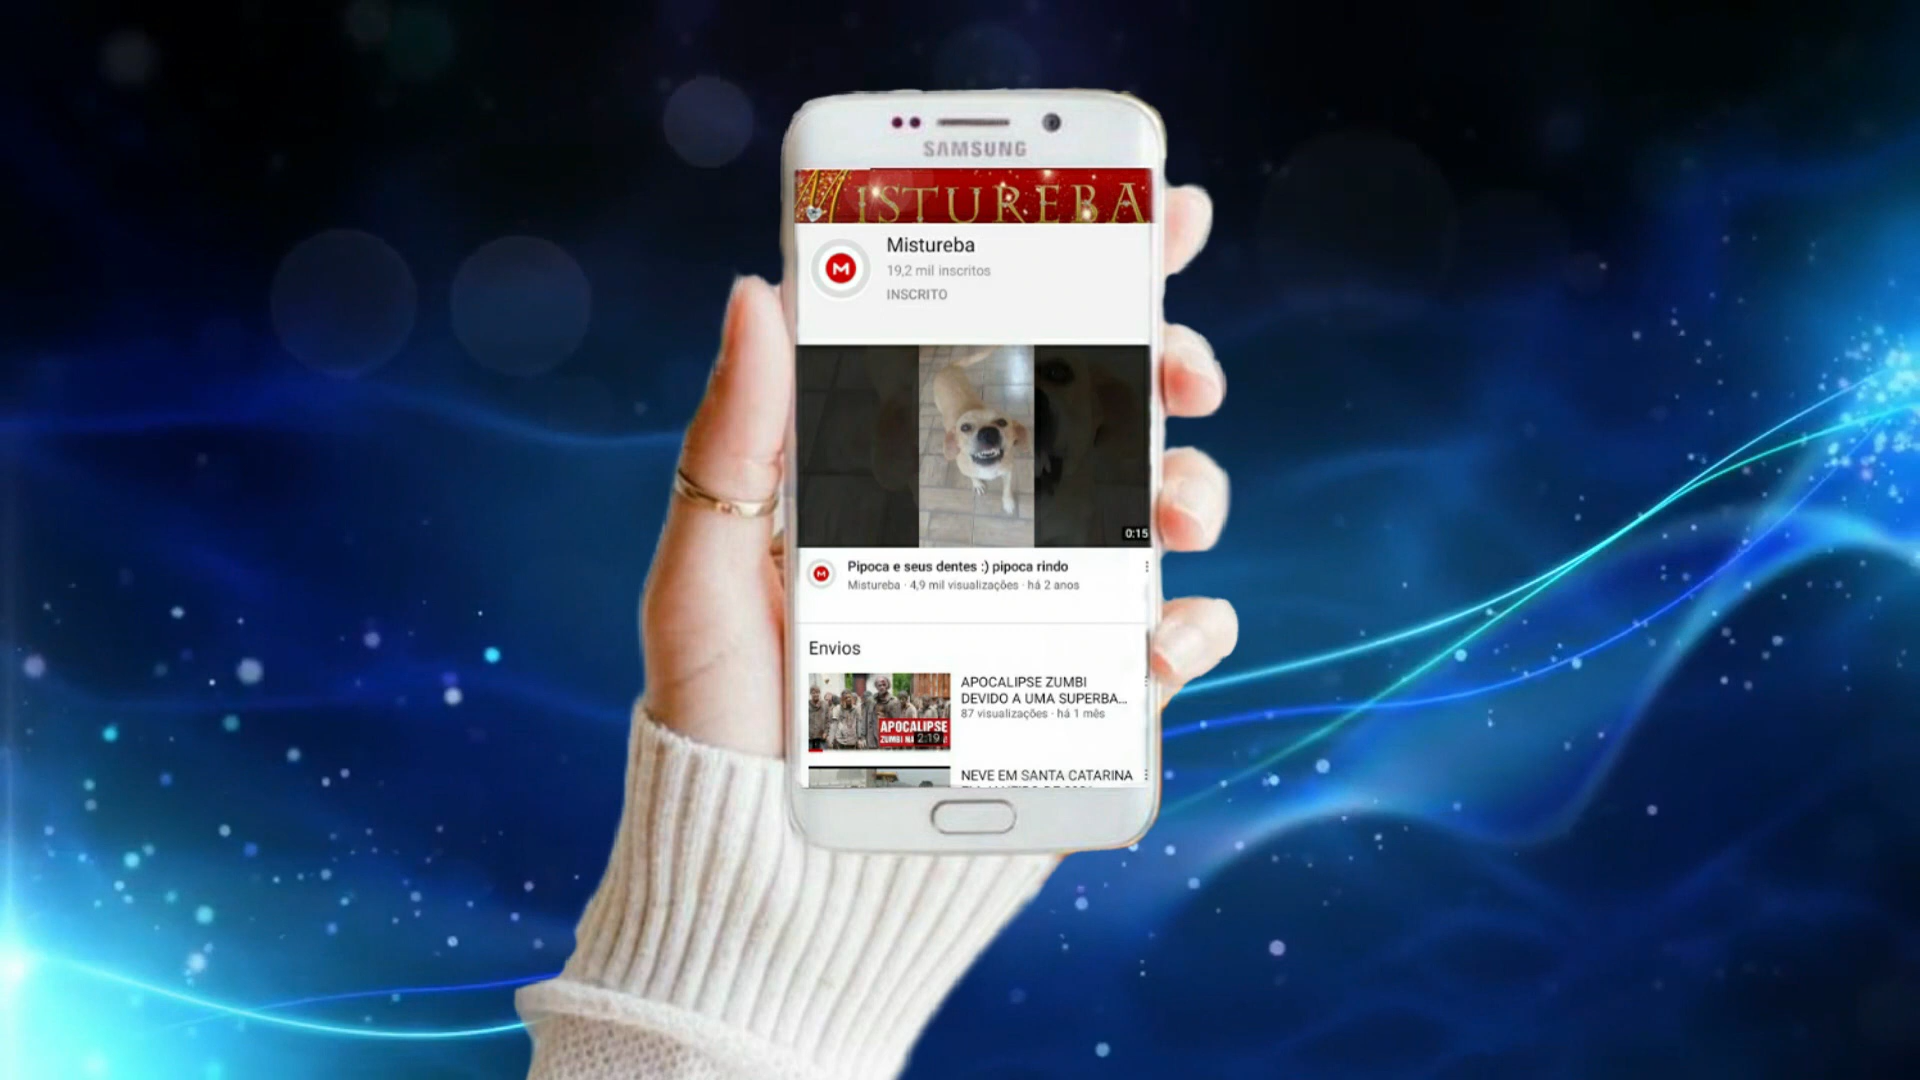 SAMSUNG
MISTUREBA
Mistureba
19,2 mil inscritos
INSCRITO
0:15
Pipoca e seus dentes :) pipoca rindo
Mistureba · 4,9 mil visualizações · há 2 anos
Envios
APOCALIPSE ZUMBI
DEVIDO A UMA SUPERBA...
87 visualizações · há 1 mês
APOCALIPSE
ZUMBI
2:19
NEVE EM SANTA CATARINA